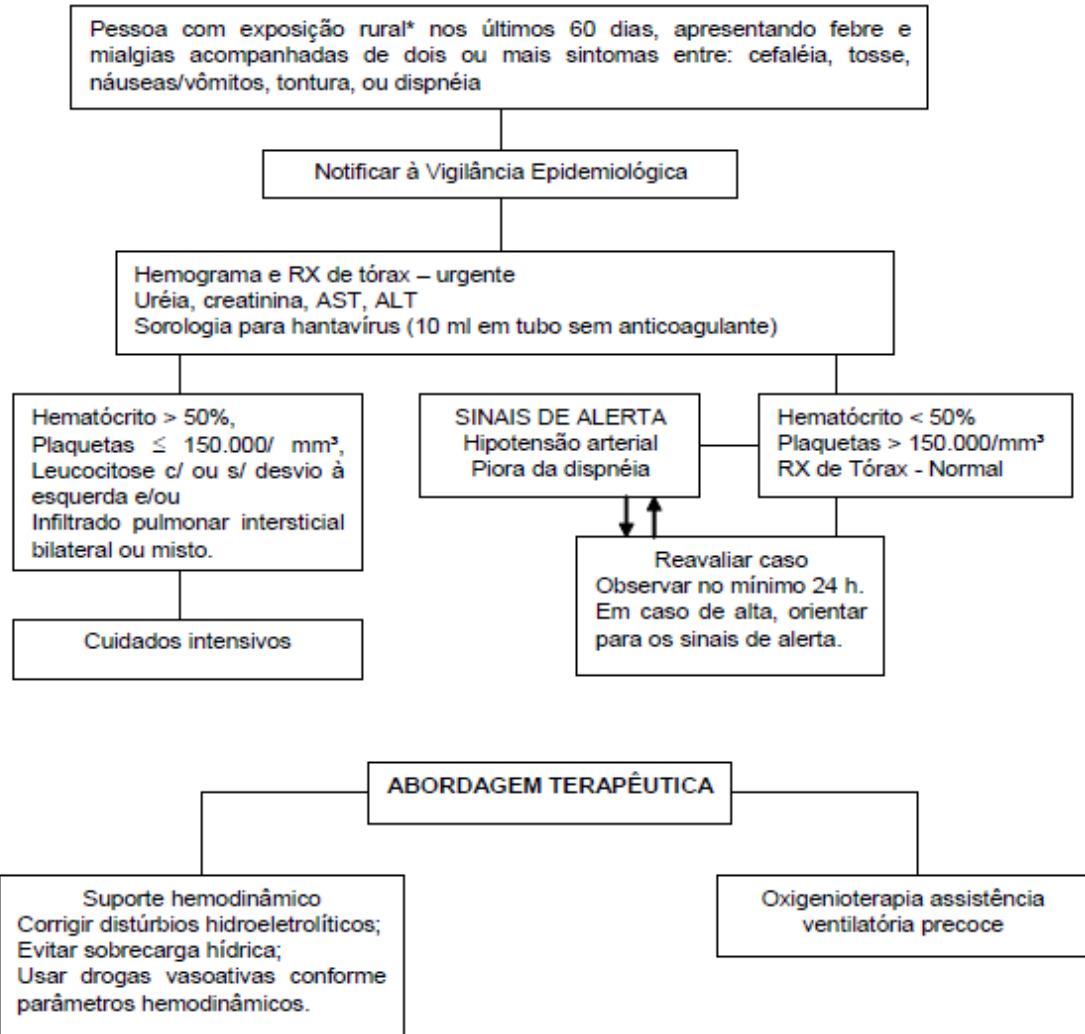 Pessoa com exposição rural* nos últimos 60 dias, apresentando febre e
mialgias acompanhadas de dois ou mais sintomas entre: cefaléia, tosse,
náuseas/vômitos, tontura, ou dispnéia
Notificar à Vigilância Epidemiológica
Hemograma e RX de tórax – urgente
Uréia, creatinina, AST, ALT
Sorologia para hantavírus (10 ml em tubo sem anticoagulante)
Hematócrito > 50%,
Plaquetas ≤ 150.000/ mm³,
Leucocitose c/ ou s/ desvio à
esquerda e/ou
Infiltrado pulmonar intersticial
bilateral ou misto.
SINAIS DE ALERTA
Hipotensão arterial
Piora da dispnéia
Hematócrito < 50%
Plaquetas > 150.000/mm³
RX de Tórax - Normal
Reavaliar caso
Observar no mínimo 24 h.
Em caso de alta, orientar
para os sinais de alerta.
Cuidados intensivos
ABORDAGEM TERAPÊUTICA
Suporte hemodinâmico
Corrigir distúrbios hidroeletrolíticos;
Evitar sobrecarga hídrica;
Usar drogas vasoativas conforme
parâmetros hemodinâmicos.
Oxigenioterapia assistência
ventilatória precoce